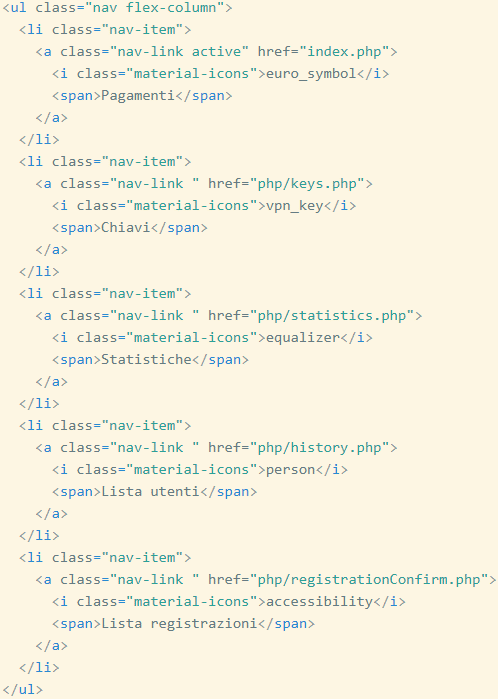 <ul class="nav flex-column">
  <li class="nav-item">
    <a class="nav-link active" href="index.php">
      <i class="material-icons">euro_symbol</i>
      <span>Pagamenti</span>
    </a>
  </li>
  <li class="nav-item">
    <a class="nav-link " href="php/keys.php">
      <i class="material-icons">vpn_key</i>
      <span>Chiavi</span>
    </a>
  </li>
  <li class="nav-item">
    <a class="nav-link " href="php/statistics.php">
      <i class="material-icons">equalizer</i>
      <span>Statistiche</span>
    </a>
  </li>
  <li class="nav-item">
    <a class="nav-link " href="php/history.php">
      <i class="material-icons">person</i>
      <span>Lista utenti</span>
    </a>
  </li>
  <li class="nav-item">
    <a class="nav-link " href="php/registrationConfirm.php">
      <i class="material-icons">accessibility</i>
      <span>Lista registrazioni</span>
    </a>
  </li>
</ul>